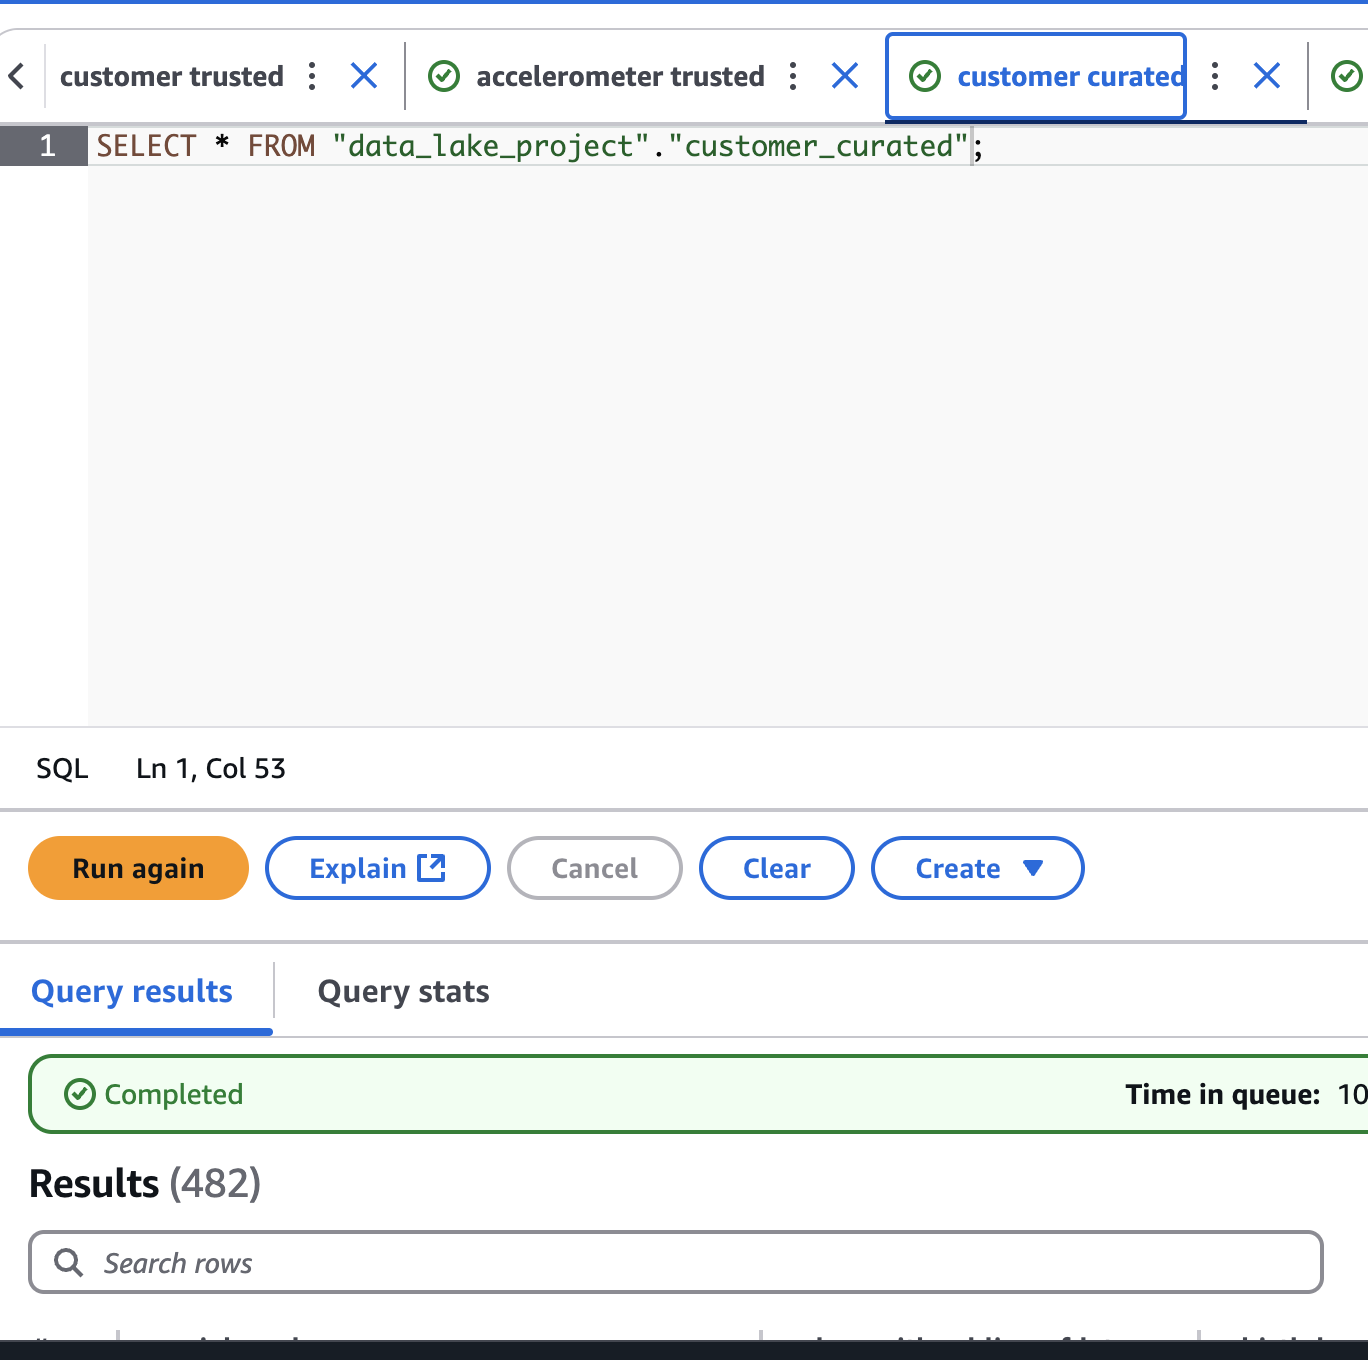 customer trusted
accelerometer trusted
customer curated
1 SELECT * FROM "data_lake_project"."customer_curated";
SQL Ln 1, Col 53
Run again
Explain
Cancel
Clear
Create
Query results
Query stats
Completed
Time in queue: 10
Results (482)
Search rows